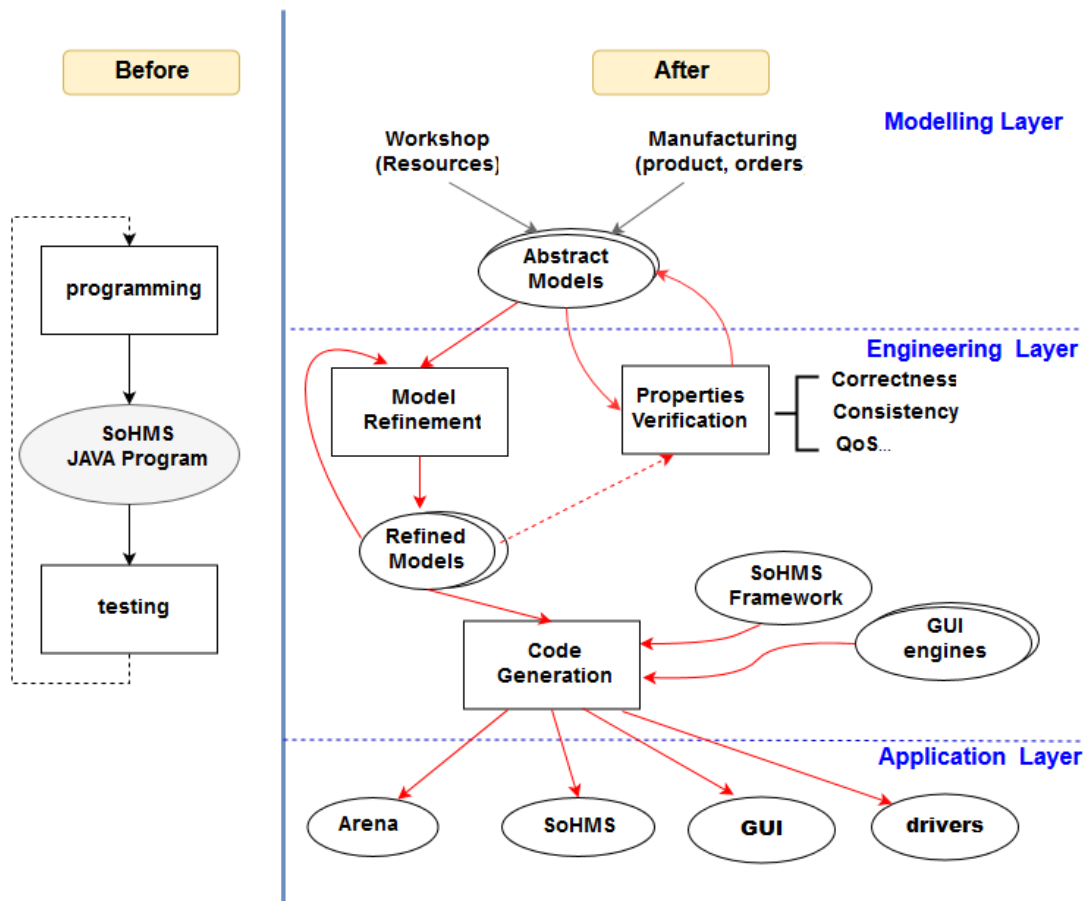 Before
programming
SoHMS
JAVA Program
testing
After
Modelling Layer
Workshop
(Resources)
Manufacturing
(product, orders
Abstract
Models
Engineering Layer
Model
Refinement
Properties
Verification
Correctness
Consistency
QoS...
Refined
Models
SoHMS
Framework
GUI
engines
Code
Generation
Application Layer
Arena
SoHMS
GUI
drivers